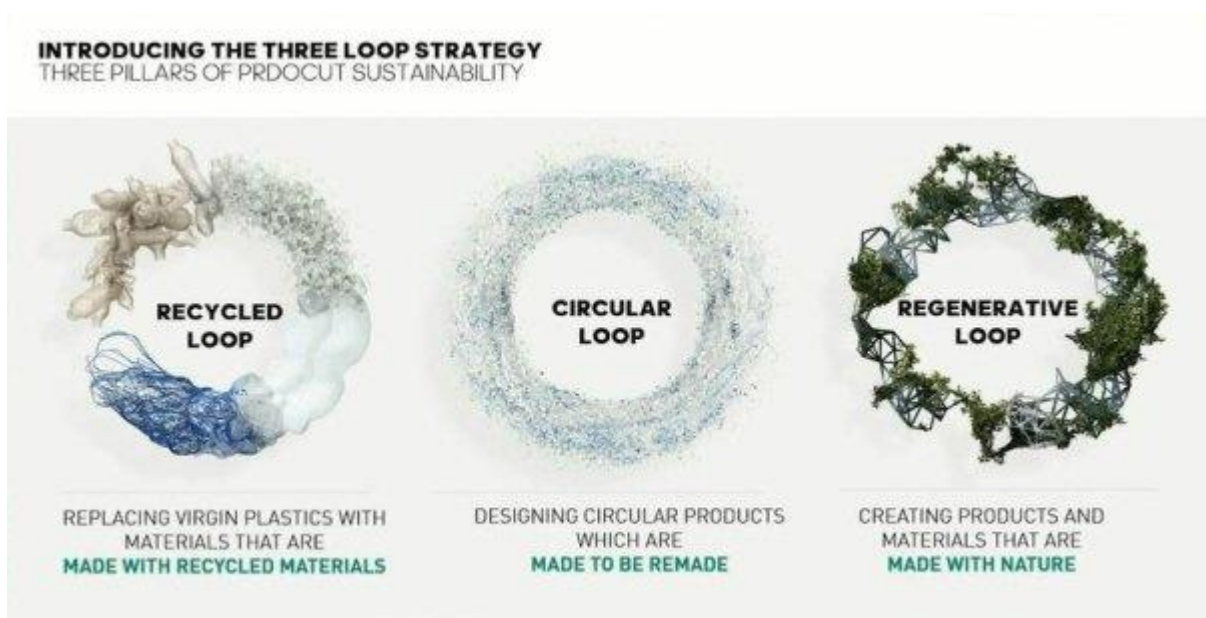 INTRODUCING THE THREE LOOP STRATEGY
THREE PILLARS OF PRDOCUT SUSTAINABILITY
RECYCLED
LOOP
REPLACING VIRGIN PLASTICS WITH
MATERIALS THAT ARE
MADE WITH RECYCLED MATERIALS
CIRCULAR
LOOP
DESIGNING CIRCULAR PRODUCTS
WHICH ARE
MADE TO BE REMADE
REGENERATIVE
LOOP
CREATING PRODUCTS AND
MATERIALS THAT ARE
MADE WITH NATURE